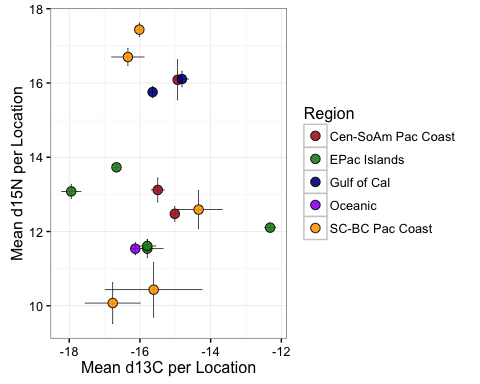 18
16
14
12
10
Mean d15N per Location
-18
-16
-14
-12
Mean d13C per Location
Region
Cen-SoAm Pac Coast
EPac Islands
Gulf of Cal
Oceanic
SC-BC Pac Coast